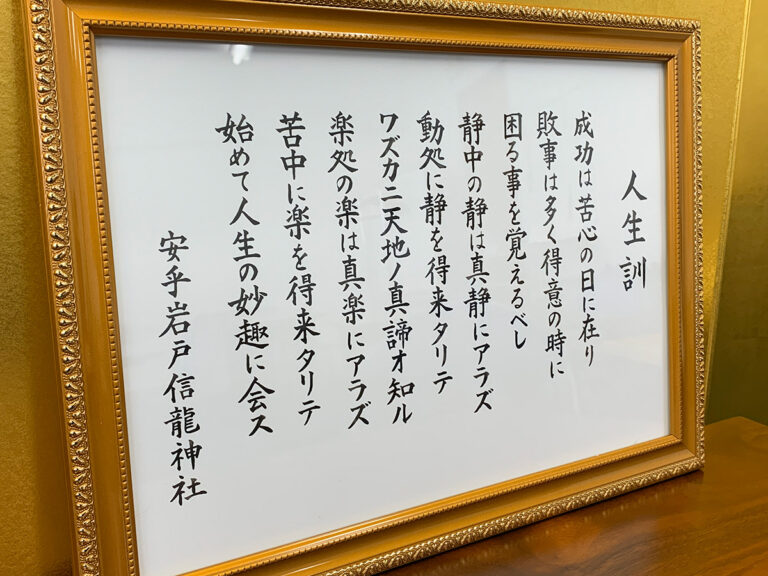 人生訓
成功は苦心の日に在り
敗事は多く得意の時に
困る事を覚えるべし
静中の静は真静にアラズ
動処に静を得来タリテ
ワズカニ天地ノ真諦オ知ル
楽処の楽は真楽にアラズ
苦中に楽を得来タリテ
始めて人生の妙趣に会ス
安乎岩戸信龍神社